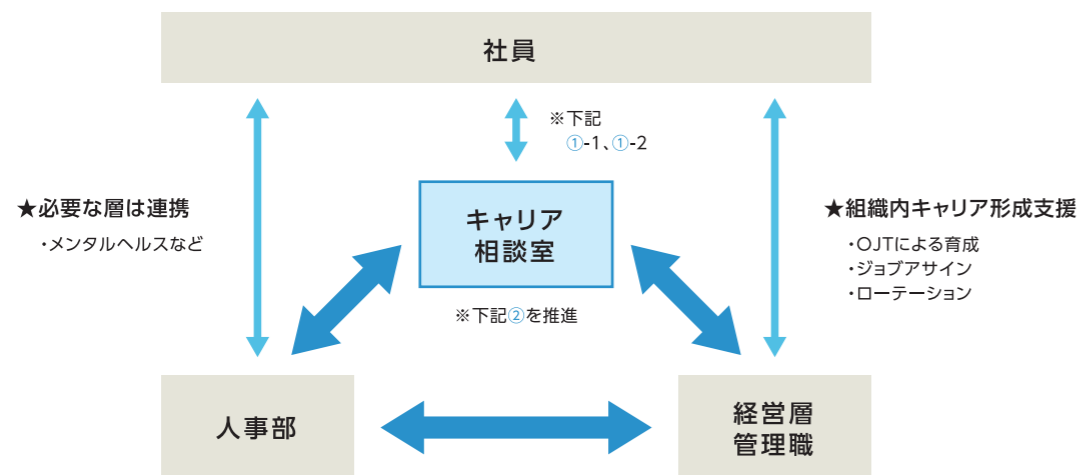 社員
※下記
①-1、①-2
★必要な層は連携
・メンタルヘルスなど
キャリア
相談室
※下記②を推進
★組織内キャリア形成支援
・OJTによる育成
・ジョブアサイン
・ローテーション
人事部
経営層
管理職